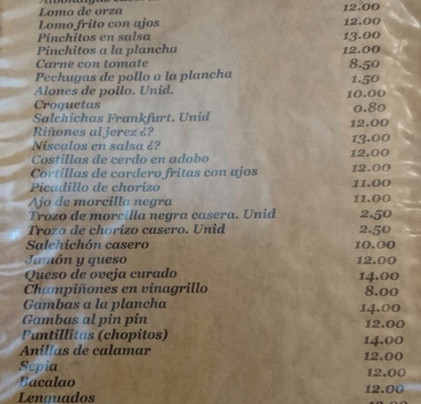 Lomo de orza
Lomo frito con ajos 12.00
Pinchitos en salsa 12.00
Pinchitos a la plancha 13.00
Carne con tomate 12.00
Pechugas de pollo a la plancha 8.50
Alones de pollo. Unid. 1.50
Croquetas 10.00
Salchichas Frankfurt. Unid 0.80
Riñones al jerez ¿? 12.00
Níscalos en salsa ¿? 13.00
Costillas de cerdo en adobo 12.00
Cortillas de cordero fritas con ajos 12.00
Picadillo de chorizo 11.00
Ajo de morcilla negra 11.00
Trozo de morcilla negra casera. Unid 2.50
Trozo de chorizo casero. Unid 2.50
Salchichón casero 10.00
Jamón y queso 12.00
Queso de oveja curado 14.00
Champiñones en vinagrillo 8.00
Gambas a la plancha 14.00
Gambas al pin pin 12.00
Puntillitas (chopitos) 14.00
Anillas de calamar 12.00
Sepia 12.00
Bacalao 12.00
Lenguados